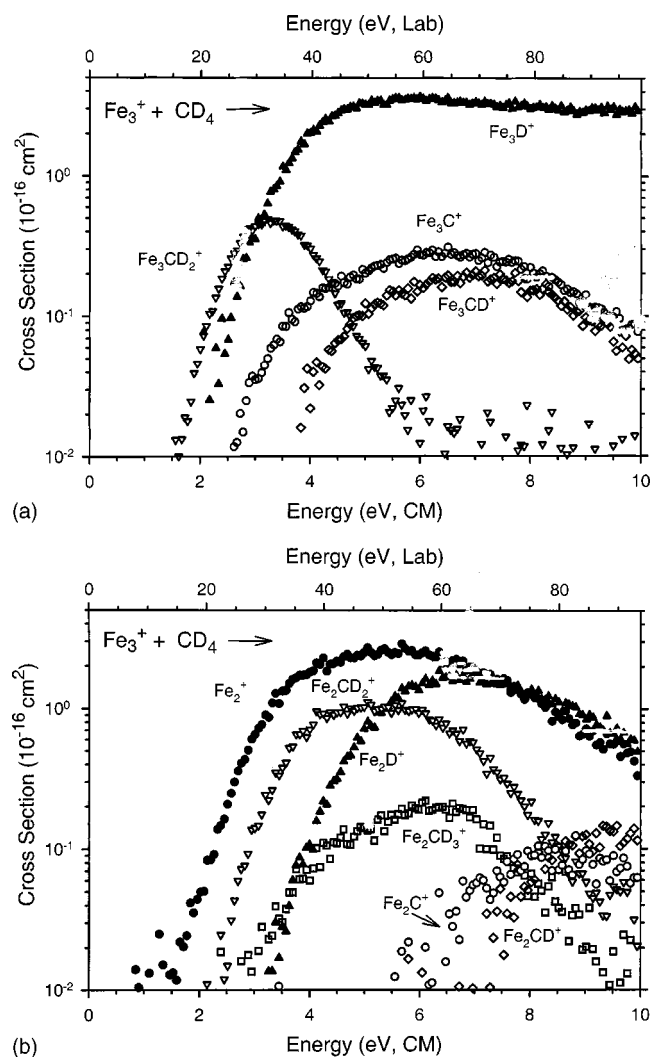 Energy (eV, Lab)
0 20 40 60 80
Fe₃⁺ + CD₄ →
Fe₃D⁺
Fe₃C⁺
Fe₃CD₂⁺
Fe₃CD⁺
Cross Section (10⁻¹⁶ cm²)
10⁰
10⁻¹
10⁻²
0 2 4 6 8 10
(a) Energy (eV, CM)
Energy (eV, Lab)
0 20 40 60 80
Fe₃⁺ + CD₄ →
Fe₂⁺
Fe₂CD₂⁺
Fe₂D⁺
Fe₂CD₃⁺
Fe₂C⁺
Fe₂CD⁺
Cross Section (10⁻¹⁶ cm²)
10⁰
10⁻¹
10⁻²
0 2 4 6 8 10
(b) Energy (eV, CM)